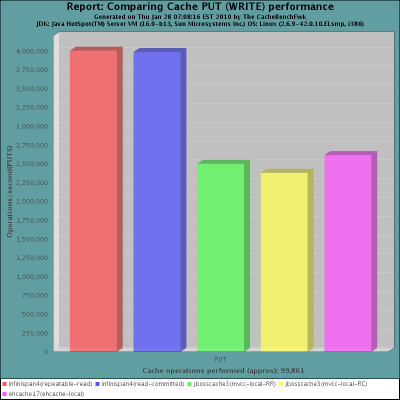 Report: Comparing Cache PUT (WRITE) performance
Generated on Thu Jan 28 07:08:16 EST 2010 by The CacheBenchFwk
JDK: Java HotSpot(TM) Server VM (16.0-b13, Sun Microsystems Inc.) OS: Linux (2.6.9-42.0.10.ELsmp, i386)
Operations/second(PUTS)
4,000,000
3,750,000
3,500,000
3,250,000
3,000,000
2,750,000
2,500,000
2,250,000
2,000,000
1,750,000
1,500,000
1,250,000
1,000,000
750,000
500,000
250,000
0
PUT
Cache operations performed (approx): 99,861
infinispan4(repeatable-read) infinispan4(read-committed) jbosscache3(mvcc-local-RR) jbosscache3(mvcc-local-RC)
ehcache17(ehcache-local)